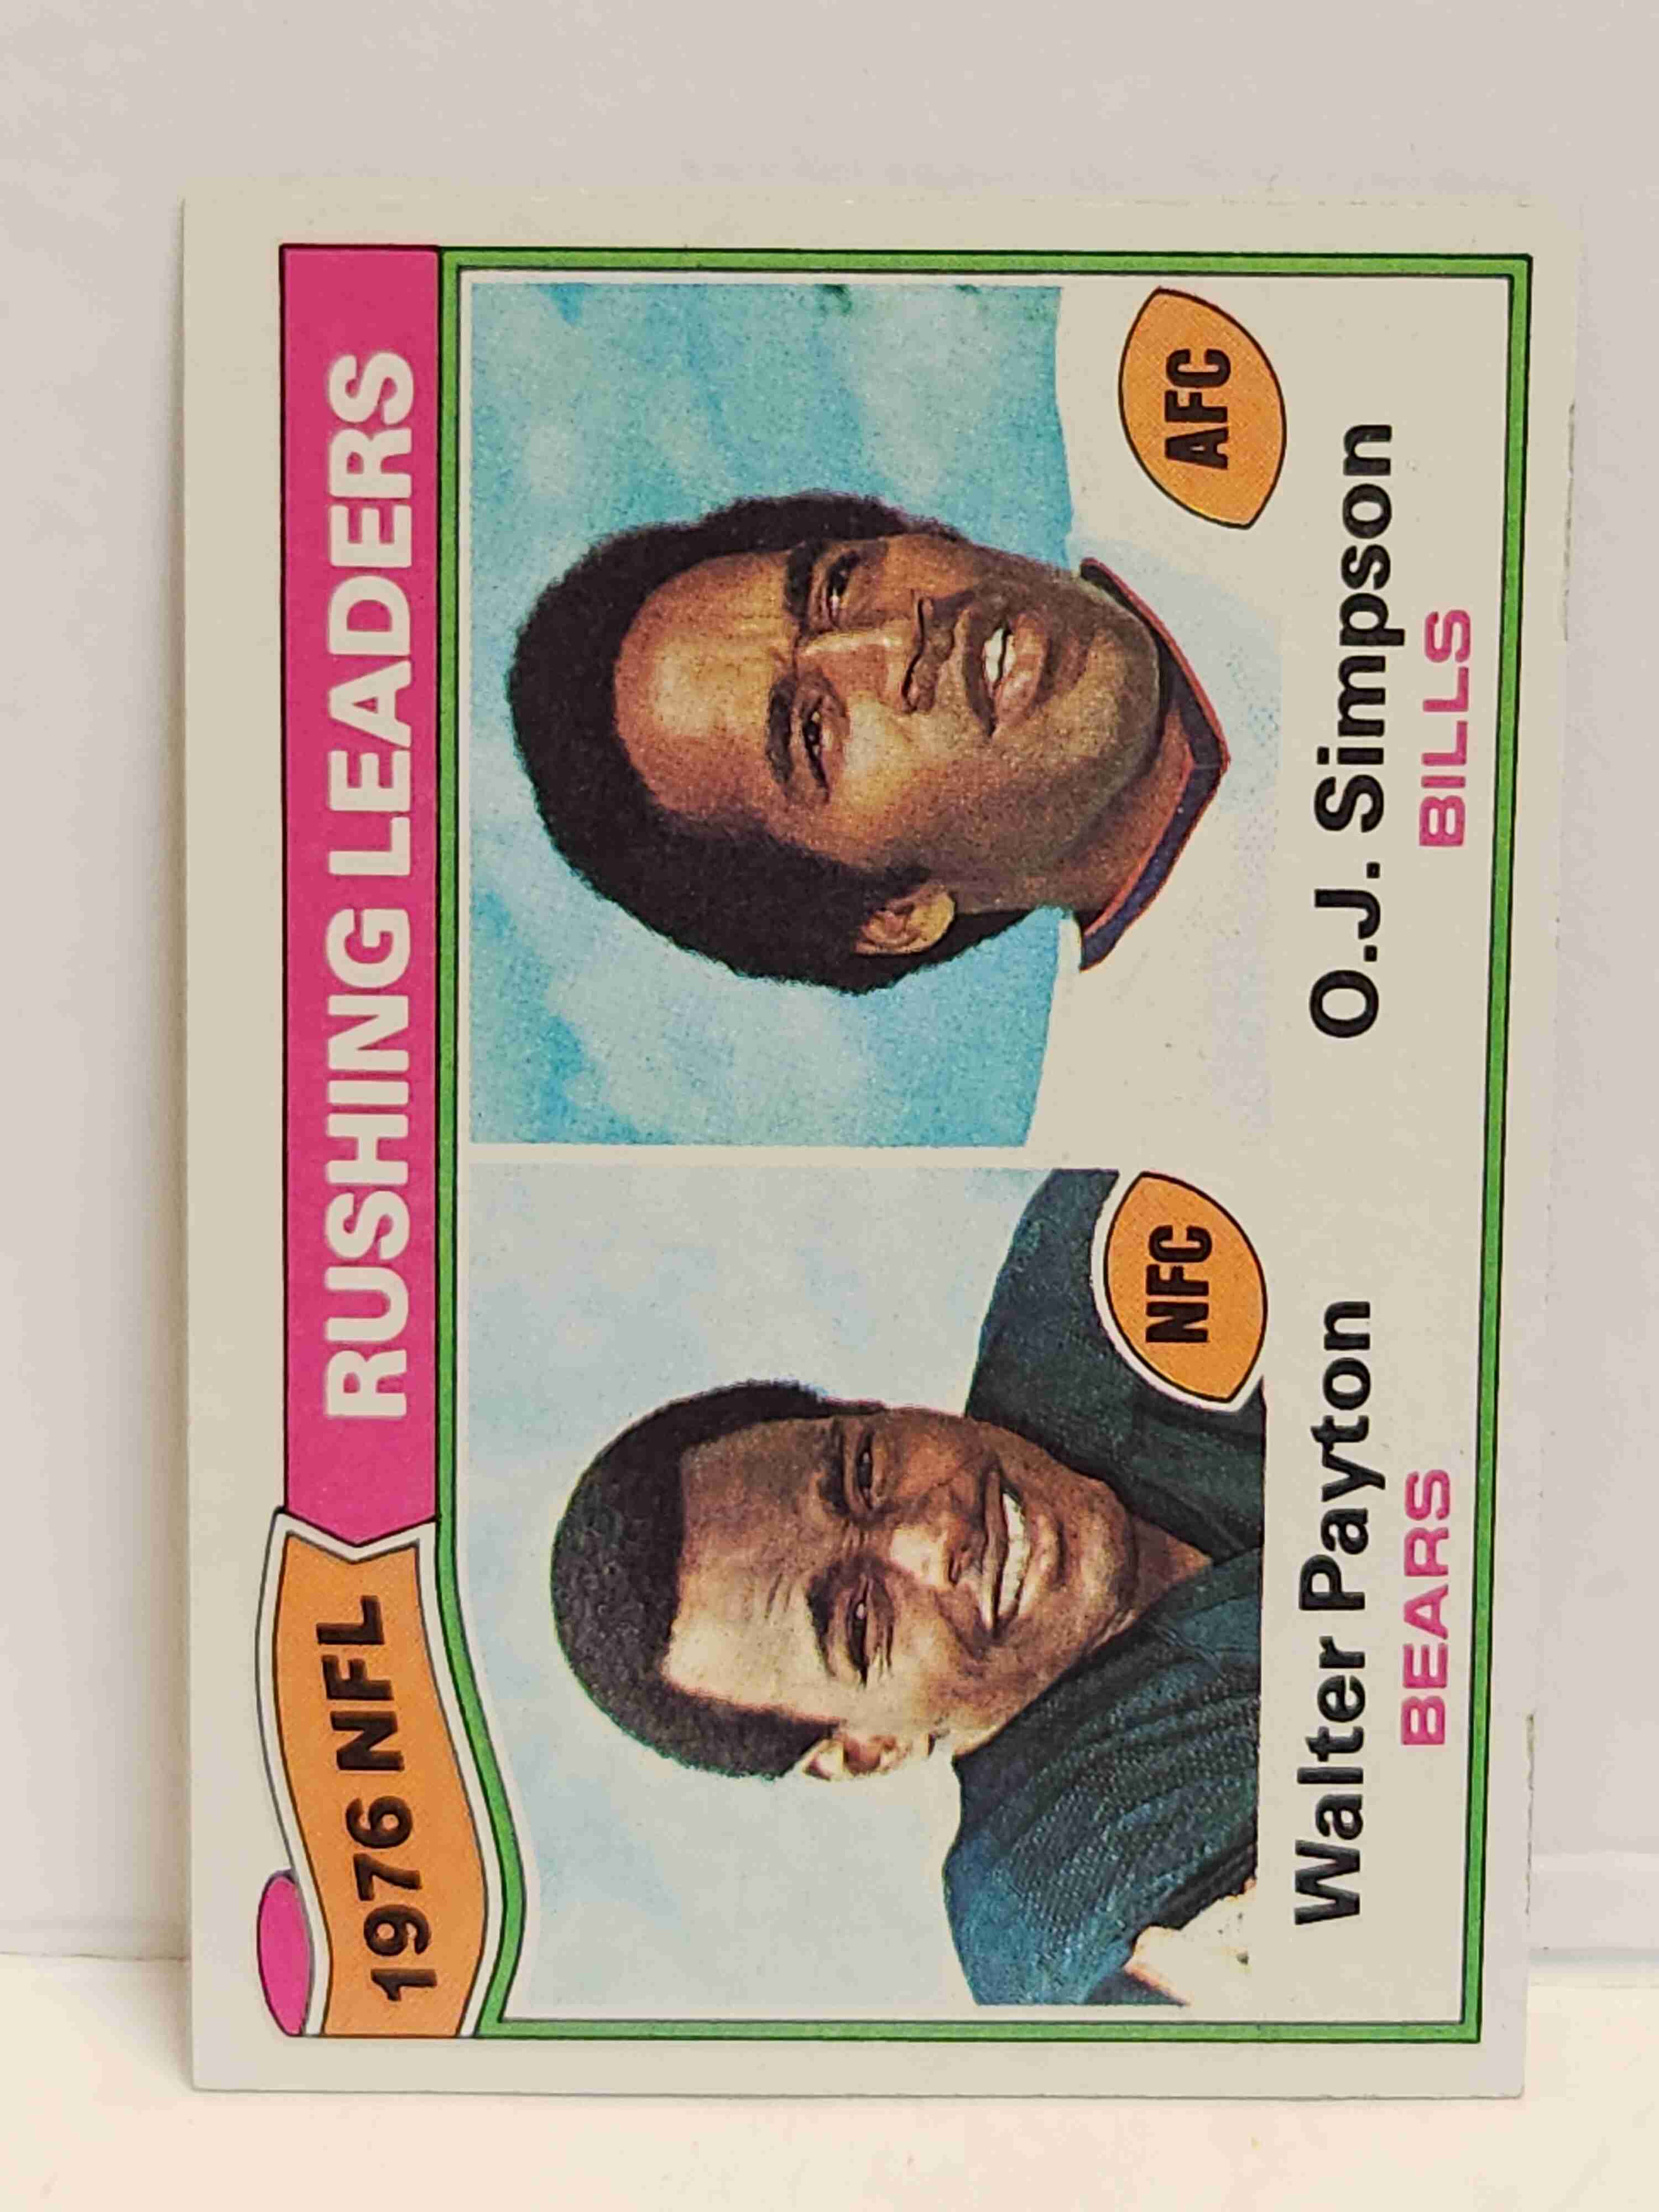 1976 NFL
RUSHING LEADERS
NFC
AFC
Walter Payton
BEARS
O.J. Simpson
BILLS